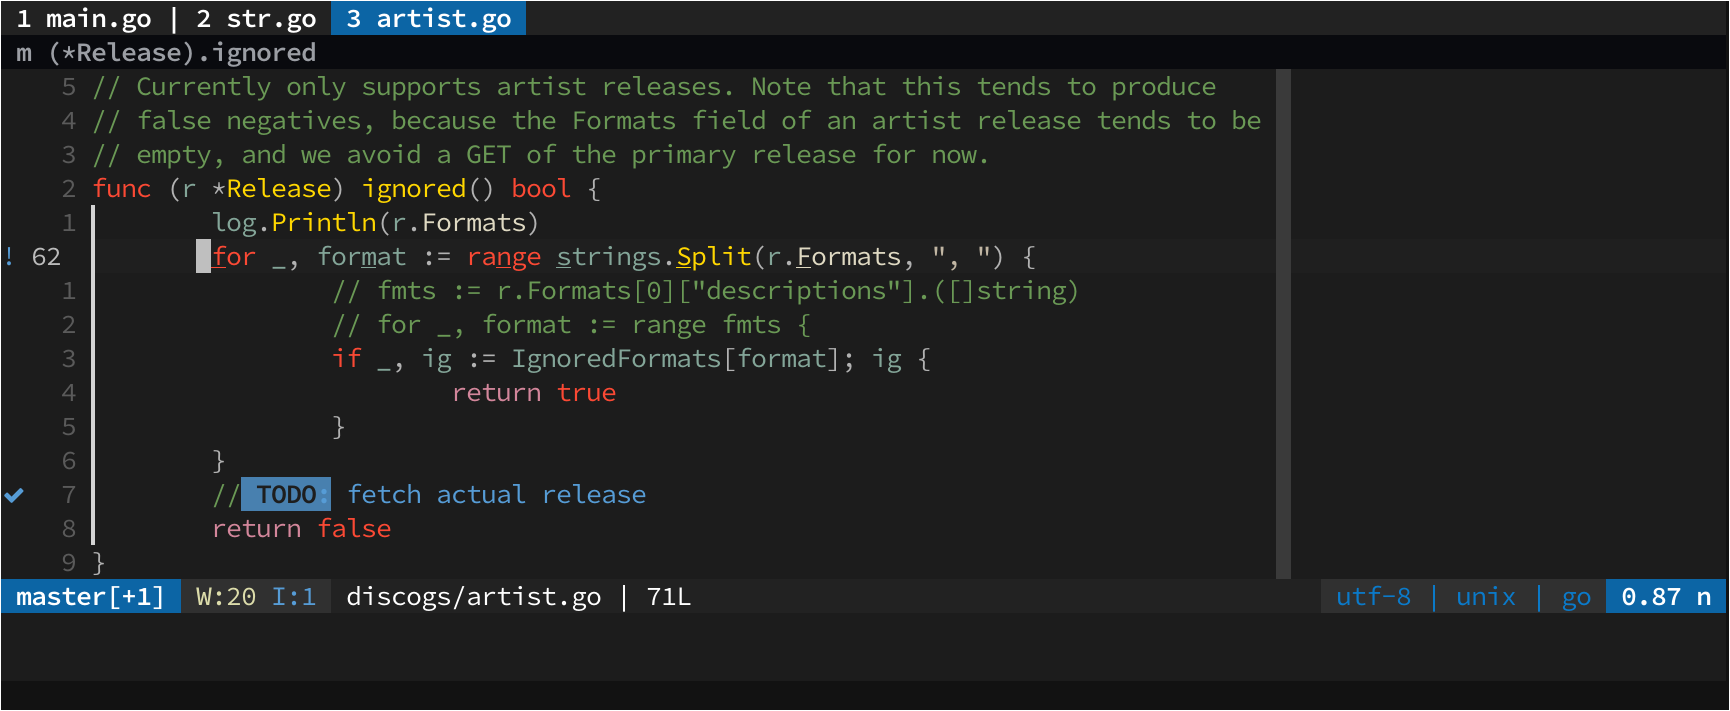 1 main.go | 2 str.go 3 artist.go
m (*Release).ignored
5 // Currently only supports artist releases. Note that this tends to produce
4 // false negatives, because the Formats field of an artist release tends to be
3 // empty, and we avoid a GET of the primary release for now.
2 func (r *Release) ignored() bool {
1 log.Println(r.Formats)
! 62 for _, format := range strings.Split(r.Formats, ", ") {
1 // fmts := r.Formats[0]["descriptions"].([]string)
2 // for _, format := range fmts {
3 if _, ig := IgnoredFormats[format]; ig {
4 return true
5 }
6 }
7 // TODO: fetch actual release
8 return false
9 }
master[+1] W:20 I:1 discogs/artist.go | 71L utf-8 | unix | go 0.87 n